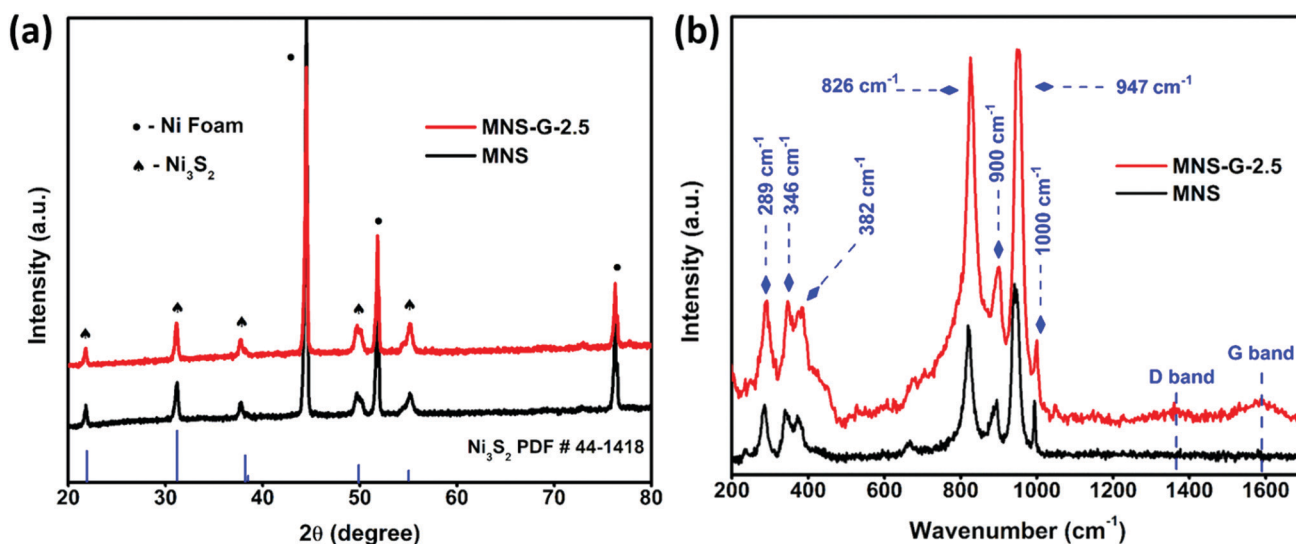 (a)
● - Ni Foam
♠ - Ni₃S₂
MNS-G-2.5
MNS
Ni₃S₂ PDF # 44-1418
Intensity (a.u.)
20 30 40 50 60 70 80
2θ (degree)
(b)
826 cm⁻¹
947 cm⁻¹
289 cm⁻¹
346 cm⁻¹
382 cm⁻¹
900 cm⁻¹
1000 cm⁻¹
MNS-G-2.5
MNS
D band
G band
Intensity (a.u.)
200 400 600 800 1000 1200 1400 1600
Wavenumber (cm⁻¹)